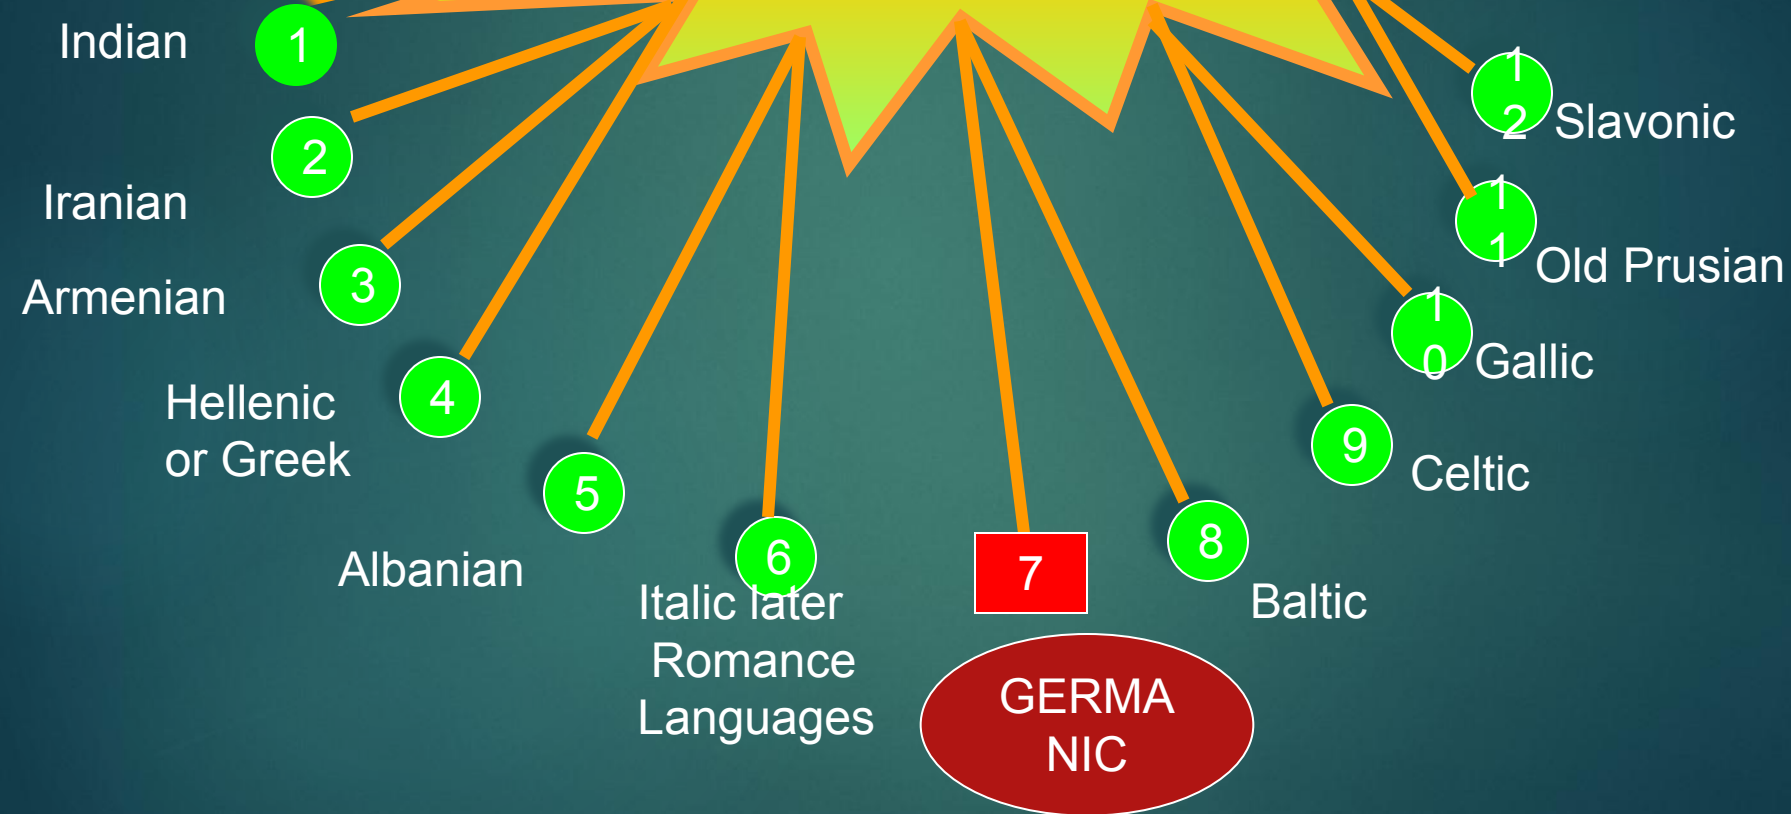 Indian
1
2
Iranian
3
Armenian
4
Hellenic
or Greek
5
Albanian
6
Italic later
Romance
Languages
7
GERMA
NIC
8
Baltic
9
Celtic
1
0
Gallic
1
1
Old Prusian
1
2
Slavonic